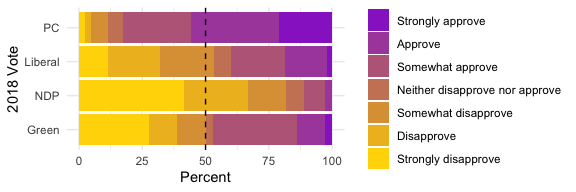 2018 Vote
PC
Liberal
NDP
Green
0 25 50 75 100
Percent
Strongly approve
Approve
Somewhat approve
Neither disapprove nor approve
Somewhat disapprove
Disapprove
Strongly disapprove